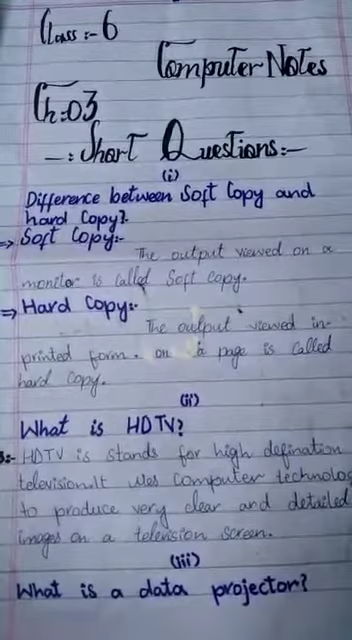 Class :- 6
Computer Notes
Ch:03
-: Short Questions:-
(i)
Difference between Soft Copy and
hard Copy?
=> Soft Copy:-
The output viewed on a
monitor is called Soft copy.
=> Hard Copy:-
The output viewed in
printed form. on a page is called
hard copy.
(ii)
What is HDTV?
:- HDTV is stands for high defination
television.It uses computer technolog
to produce very clear and detailed
images on a television screen.
(iii)
What is a data projector?